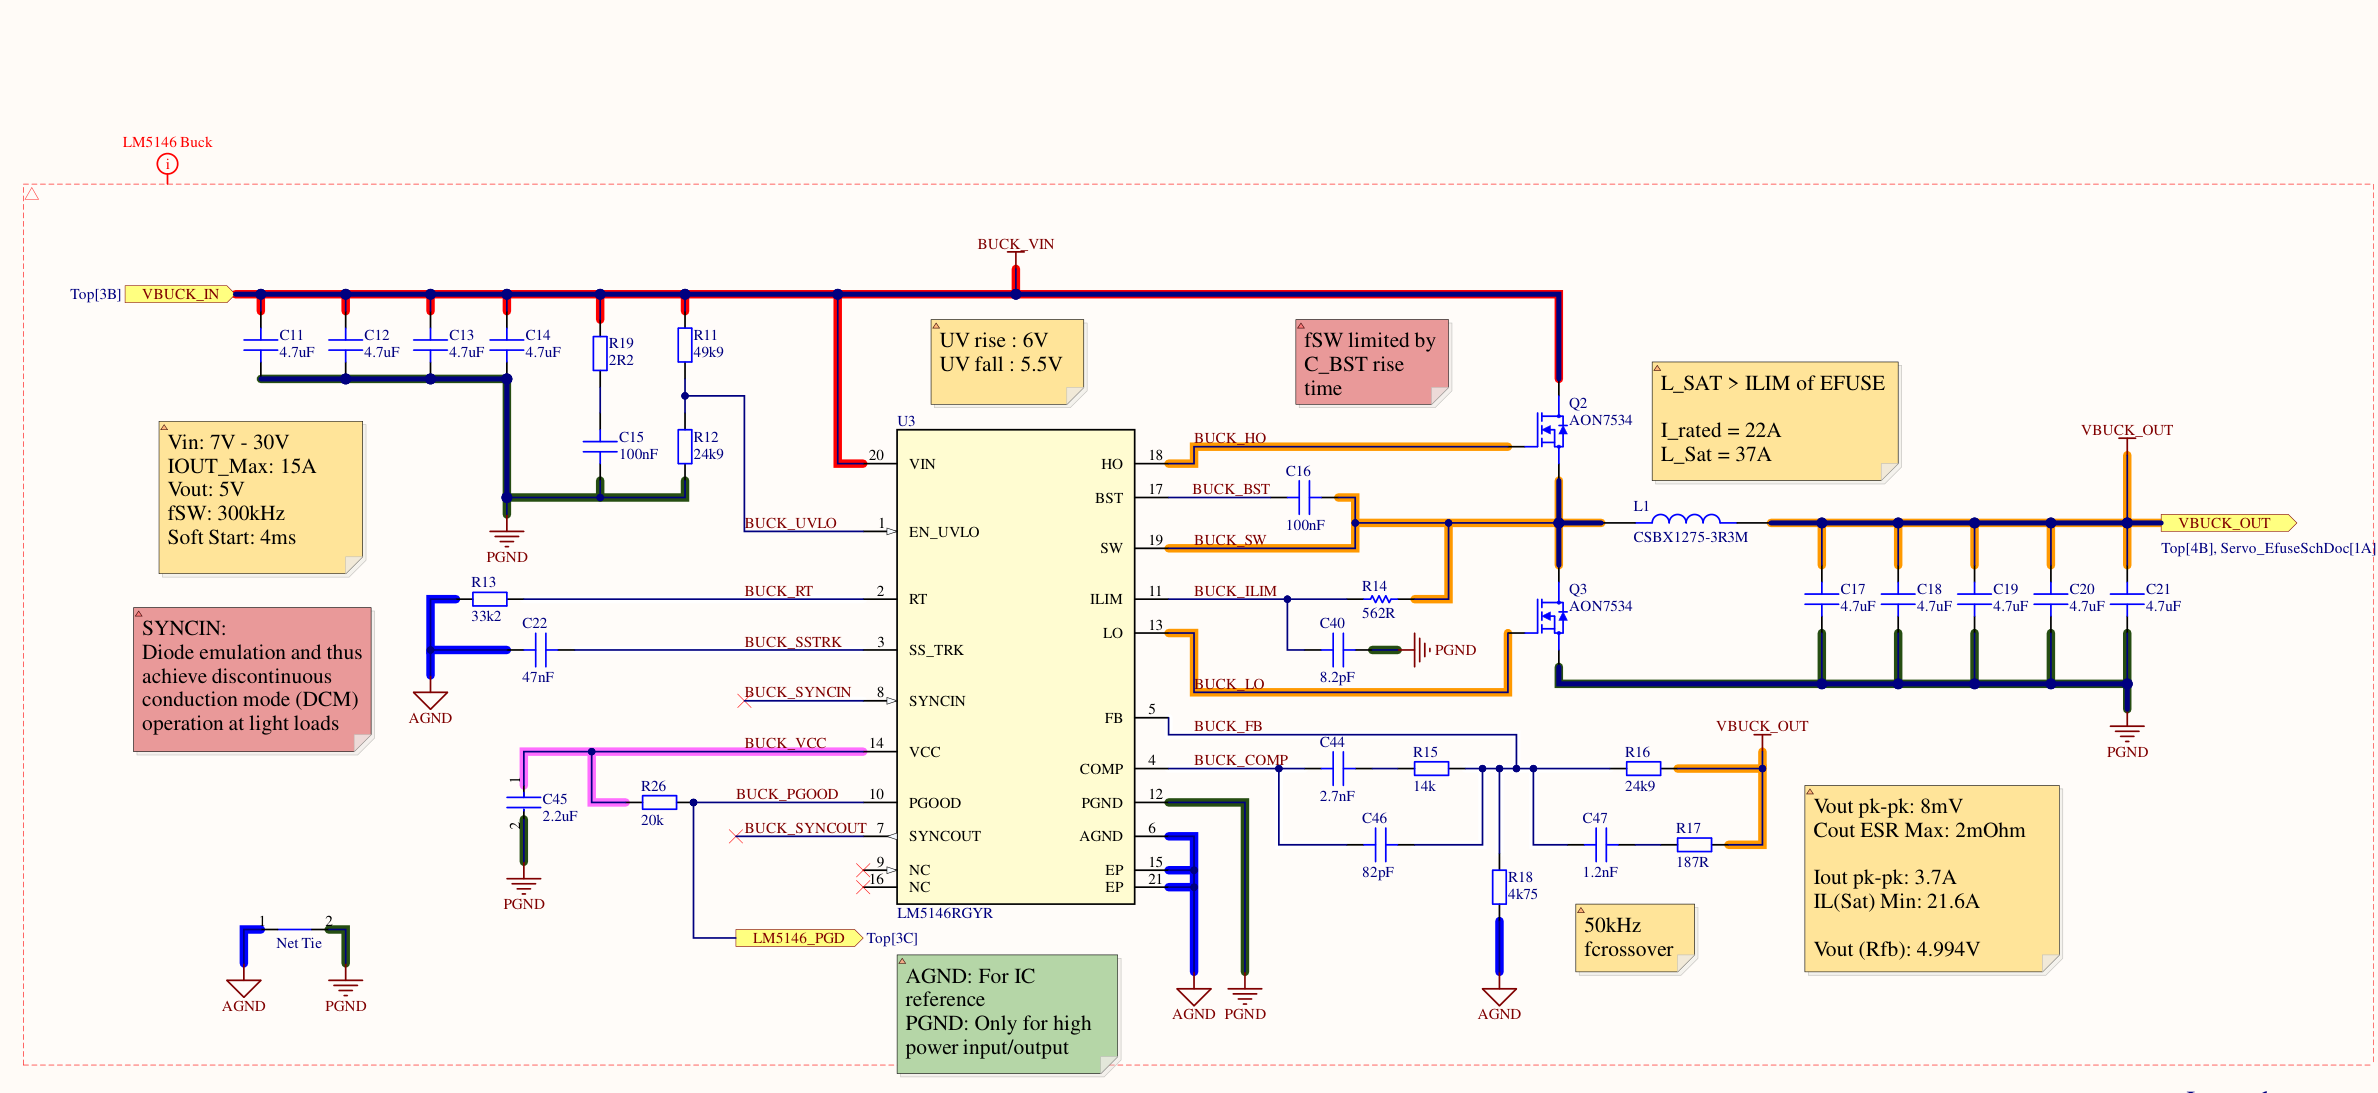 LM5146 Buck
i
BUCK_VIN
Top[3B]
VBUCK_IN
C11
4.7uF
C12
4.7uF
C13
4.7uF
C14
4.7uF
R19
2R2
R11
49k9
UV rise : 6V
UV fall : 5.5V
fSW limited by
C_BST rise
time
L_SAT > ILIM of EFUSE
I_rated = 22A
L_Sat = 37A
Q2
AON7534
Vin: 7V - 30V
IOUT_Max: 15A
Vout: 5V
fSW: 300kHz
Soft Start: 4ms
C15
100nF
R12
24k9
PGND
U3
20
VIN
1
EN_UVLO
2
RT
3
SS_TRK
8
SYNCIN
14
VCC
10
PGOOD
7
SYNCOUT
9
NC
16
NC
HO
18
BST
17
SW
19
ILIM
11
LO
13
FB
5
COMP
4
PGND
12
AGND
6
EP
15
EP
21
LM5146RGYR
BUCK_HO
BUCK_BST
C16
100nF
BUCK_SW
BUCK_ILIM
R14
562R
C40
8.2pF
PGND
BUCK_LO
BUCK_FB
BUCK_COMP
L1
CSBX1275-3R3M
VBUCK_OUT
VBUCK_OUT
Top[4B], Servo_EfuseSchDoc[1A]
Q3
AON7534
C17
4.7uF
C18
4.7uF
C19
4.7uF
C20
4.7uF
C21
4.7uF
PGND
BUCK_UVLO
R13
33k2
BUCK_RT
C22
47nF
BUCK_SSTRK
AGND
BUCK_SYNCIN
SYNCIN:
Diode emulation and thus
achieve discontinuous
conduction mode (DCM)
operation at light loads
BUCK_VCC
1
C45
2.2uF
2
PGND
R26
20k
BUCK_PGOOD
BUCK_SYNCOUT
LM5146_PGD
Top[3C]
C44
2.7nF
R15
14k
C46
82pF
R16
24k9
VBUCK_OUT
C47
1.2nF
R17
187R
R18
4k75
AGND
AGND
PGND
50kHz
fcrossover
Vout pk-pk: 8mV
Cout ESR Max: 2mOhm
Iout pk-pk: 3.7A
IL(Sat) Min: 21.6A
Vout (Rfb): 4.994V
1
2
Net Tie
AGND
PGND
AGND: For IC
reference
PGND: Only for high
power input/output